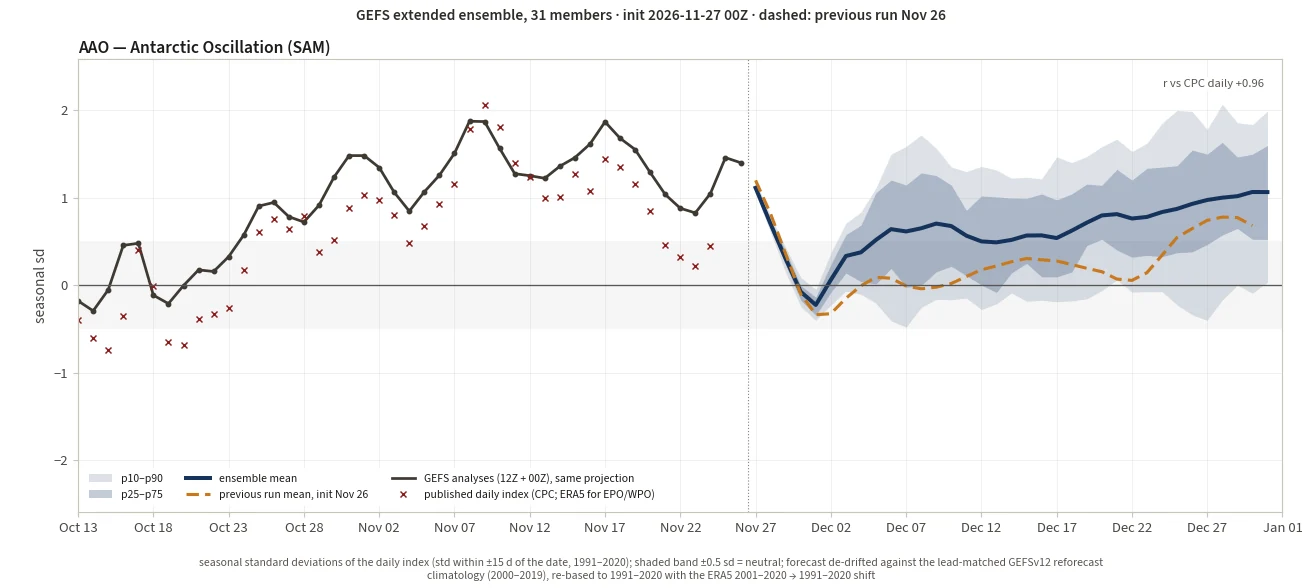 GEFS extended ensemble, 31 members · init 2026-11-27 00Z · dashed: previous run Nov 26
AAO — Antarctic Oscillation (SAM)
r vs CPC daily +0.96
seasonal sd
2
1
0
−1
−2
p10–p90
ensemble mean
GEFS analyses (12Z + 00Z), same projection
p25–p75
previous run mean, init Nov 26
published daily index (CPC; ERA5 for EPO/WPO)
Oct 13 Oct 18 Oct 23 Oct 28 Nov 02 Nov 07 Nov 12 Nov 17 Nov 22 Nov 27 Dec 02 Dec 07 Dec 12 Dec 17 Dec 22 Dec 27 Jan 01
seasonal standard deviations of the daily index (std within ±15 d of the date, 1991–2020); shaded band ±0.5 sd = neutral; forecast de-drifted against the lead-matched GEFSv12 reforecast
climatology (2000–2019), re-based to 1991–2020 with the ERA5 2001–2020 → 1991–2020 shift